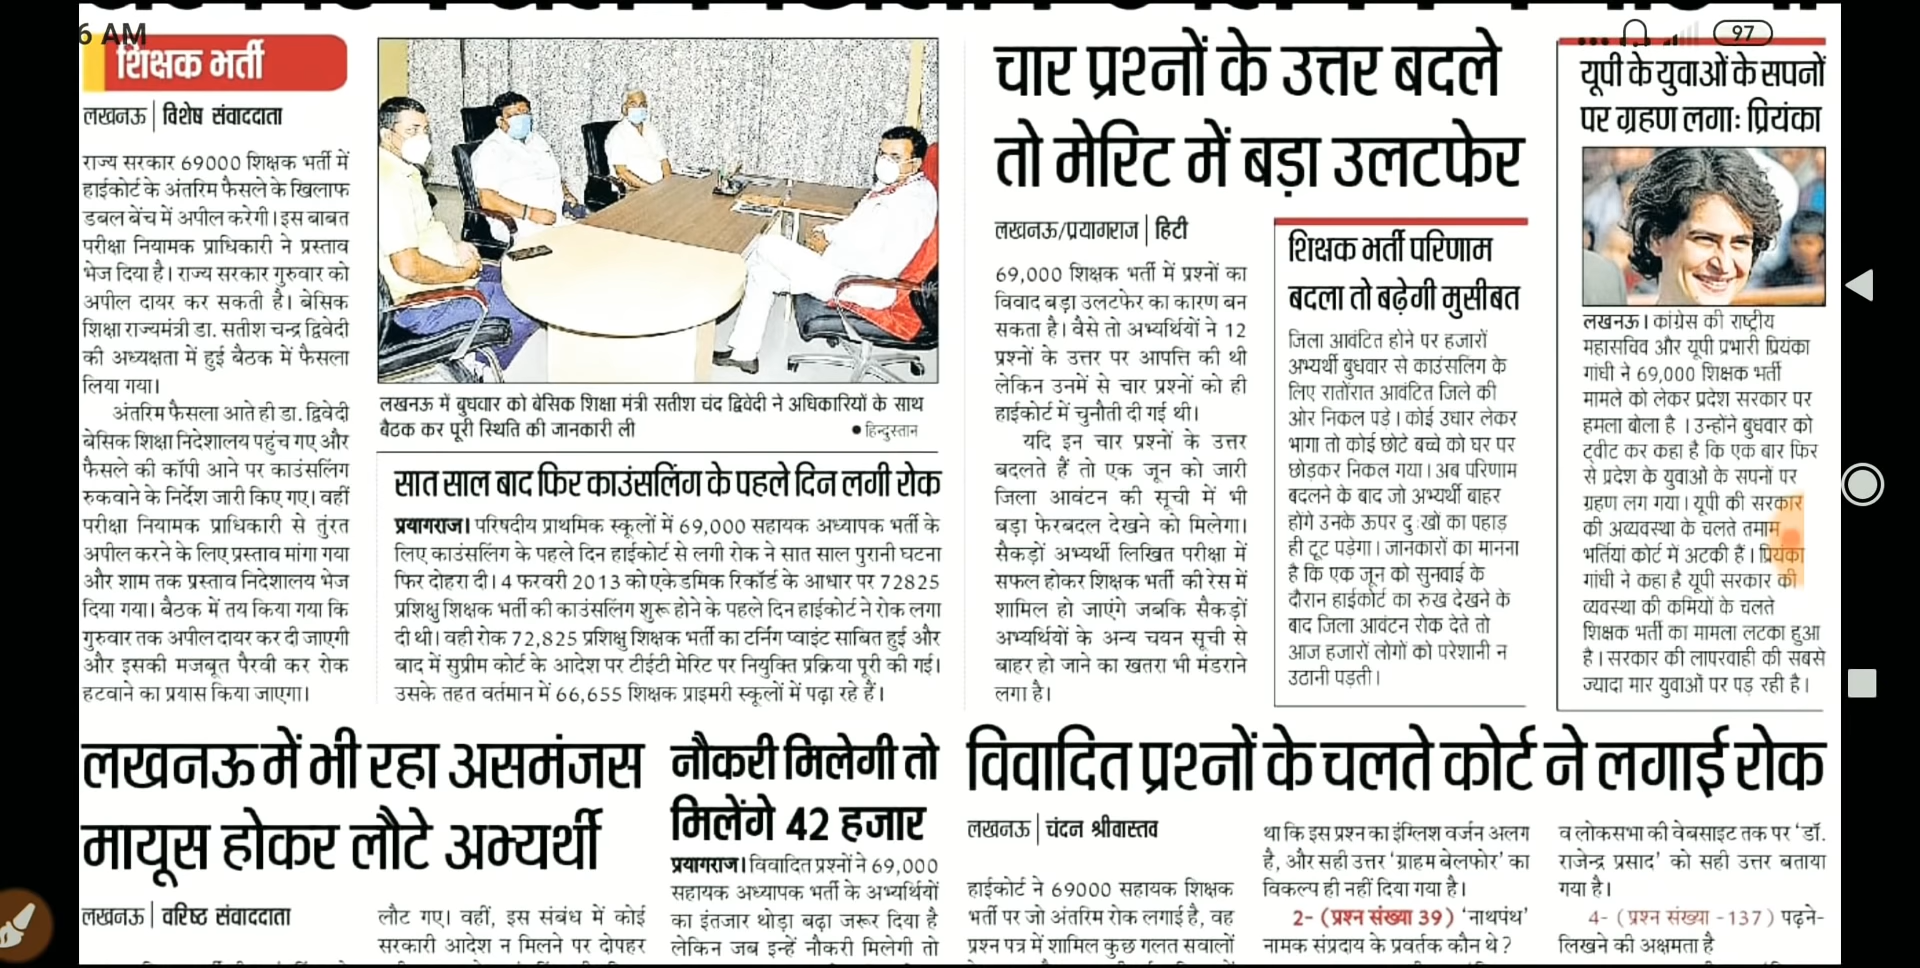 6 AM
97
शिक्षक भर्ती
लखनऊ | विशेष संवाददाता
राज्य सरकार 69000 शिक्षक भर्ती में
हाईकोर्ट के अंतरिम फैसले के खिलाफ
डबल बेंच में अपील करेगी। इस बाबत
परीक्षा नियामक प्राधिकारी ने प्रस्ताव
भेज दिया है। राज्य सरकार गुरुवार को
अपील दायर कर सकती है। बेसिक
शिक्षा राज्यमंत्री डा. सतीश चन्द्र द्विवेदी
की अध्यक्षता में हुई बैठक में फैसला
लिया गया।
अंतरिम फैसला आते ही डा. द्विवेदी
बेसिक शिक्षा निदेशालय पहुंच गए और
फैसले की कॉपी आने पर काउंसलिंग
रुकवाने के निर्देश जारी किए गए। वहीं
परीक्षा नियामक प्राधिकारी से तुंरत
अपील करने के लिए प्रस्ताव मांगा गया
और शाम तक प्रस्ताव निदेशालय भेज
दिया गया। बैठक में तय किया गया कि
गुरुवार तक अपील दायर कर दी जाएगी
और इसकी मजबूत पैरवी कर रोक
हटवाने का प्रयास किया जाएगा।
लखनऊ में बुधवार को बेसिक शिक्षा मंत्री सतीश चंद द्विवेदी ने अधिकारियों के साथ
बैठक कर पूरी स्थिति की जानकारी ली
● हिन्दुस्तान
सात साल बाद फिर काउंसलिंग के पहले दिन लगी रोक
प्रयागराज। परिषदीय प्राथमिक स्कूलों में 69,000 सहायक अध्यापक भर्ती के
लिए काउंसलिंग के पहले दिन हाईकोर्ट से लगी रोक ने सात साल पुरानी घटना
फिर दोहरा दी। 4 फरवरी 2013 को एकेडमिक रिकॉर्ड के आधार पर 72825
प्रशिक्षु शिक्षक भर्ती की काउंसलिंग शुरू होने के पहले दिन हाईकोर्ट ने रोक लगा
दी थी। वही रोक 72,825 प्रशिक्षु शिक्षक भर्ती का टर्निंग प्वाइंट साबित हुई और
बाद में सुप्रीम कोर्ट के आदेश पर टीईटी मेरिट पर नियुक्ति प्रक्रिया पूरी की गई।
उसके तहत वर्तमान में 66,655 शिक्षक प्राइमरी स्कूलों में पढ़ा रहे हैं।
चार प्रश्नों के उत्तर बदले
तो मेरिट में बड़ा उलटफेर
लखनऊ/प्रयागराज | हिटी
69,000 शिक्षक भर्ती में प्रश्नों का
विवाद बड़ा उलटफेर का कारण बन
सकता है। वैसे तो अभ्यर्थियों ने 12
प्रश्नों के उत्तर पर आपत्ति की थी
लेकिन उनमें से चार प्रश्नों को ही
हाईकोर्ट में चुनौती दी गई थी।
यदि इन चार प्रश्नों के उत्तर
बदलते हैं तो एक जून को जारी
जिला आवंटन की सूची में भी
बड़ा फेरबदल देखने को मिलेगा।
सैकड़ों अभ्यर्थी लिखित परीक्षा में
सफल होकर शिक्षक भर्ती की रेस में
शामिल हो जाएंगे जबकि सैकड़ों
अभ्यर्थियों के अन्य चयन सूची से
बाहर हो जाने का खतरा भी मंडराने
लगा है।
शिक्षक भर्ती परिणाम
बदला तो बढ़ेगी मुसीबत
जिला आवंटित होने पर हजारों
अभ्यर्थी बुधवार से काउंसलिंग के
लिए रातोंरात आवंटित जिले की
ओर निकल पड़े। कोई उधार लेकर
भागा तो कोई छोटे बच्चे को घर पर
छोड़कर निकल गया। अब परिणाम
बदलने के बाद जो अभ्यर्थी बाहर
होंगे उनके ऊपर दु:खों का पहाड़
ही टूट पड़ेगा। जानकारों का मानना
है कि एक जून को सुनवाई के
दौरान हाईकोर्ट का रुख देखने के
बाद जिला आवंटन रोक देते तो
आज हजारों लोगों को परेशानी न
उठानी पड़ती।
यूपी के युवाओं के सपनों
पर ग्रहण लगा: प्रियंका
लखनऊ। कांग्रेस की राष्ट्रीय
महासचिव और यूपी प्रभारी प्रियंका
गांधी ने 69,000 शिक्षक भर्ती
मामले को लेकर प्रदेश सरकार पर
हमला बोला है । उन्होंने बुधवार को
ट्वीट कर कहा है कि एक बार फिर
से प्रदेश के युवाओं के सपनों पर
ग्रहण लग गया। यूपी की सरकार
की अव्यवस्था के चलते तमाम
भर्तियां कोर्ट में अटकी हैं। प्रियंका
गांधी ने कहा है यूपी सरकार की
व्यवस्था की कमियों के चलते
शिक्षक भर्ती का मामला लटका हुआ
है। सरकार की लापरवाही की सबसे
ज्यादा मार युवाओं पर पड़ रही है।
लखनऊ में भी रहा असमंजस
मायूस होकर लौटे अभ्यर्थी
लखनऊ | वरिष्ठ संवाददाता
लौट गए। वहीं, इस संबंध में कोई
सरकारी आदेश न मिलने पर दोपहर
नौकरी मिलेगी तो
मिलेंगे 42 हजार
प्रयागराज। विवादित प्रश्नों ने 69,000
सहायक अध्यापक भर्ती के अभ्यर्थियों
का इंतजार थोड़ा बढ़ा जरूर दिया है
लेकिन जब इन्हें नौकरी मिलेगी तो
विवादित प्रश्नों के चलते कोर्ट ने लगाई रोक
लखनऊ | चंदन श्रीवास्तव
हाईकोर्ट ने 69000 सहायक शिक्षक
भर्ती पर जो अंतरिम रोक लगाई है, वह
प्रश्न पत्र में शामिल कुछ गलत सवालों
था कि इस प्रश्न का इंग्लिश वर्जन अलग
है, और सही उत्तर 'ग्राहम बेलफोर' का
विकल्प ही नहीं दिया गया है।
2- (प्रश्न संख्या 39) 'नाथपंथ'
नामक संप्रदाय के प्रवर्तक कौन थे?
व लोकसभा की वेबसाइट तक पर 'डॉ.
राजेन्द्र प्रसाद' को सही उत्तर बताया
गया है।
4- (प्रश्न संख्या -137) पढ़ने-
लिखने की अक्षमता है